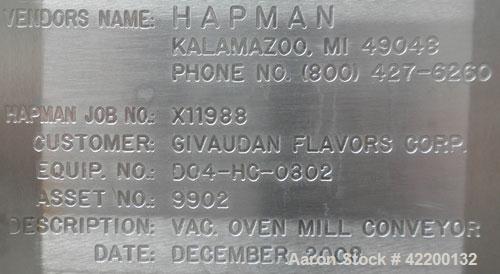 VENDORS NAME: HAPMAN
KALAMAZOO, MI 49048
PHONE NO. (800) 427-6260
HAPMAN JOB NO.: X11988
CUSTOMER: GIVAUDAN FLAVORS CORP.
EQUIP. NO.: D04-HC-0802
ASSET NO.: 9902
DESCRIPTION: VAC. OVEN MILL CONVEYOR
DATE: DECEMBER 2008
Aaron Stock # 42200132